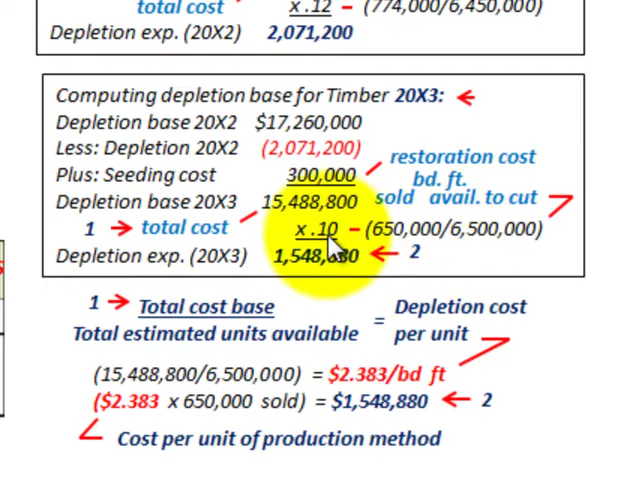 total cost x .12 – (774,000/6,450,000)
Depletion exp. (20X2) 2,071,200
Computing depletion base for Timber 20X3:
Depletion base 20X2 $17,260,000
Less: Depletion 20X2 (2,071,200)
restoration cost
Plus: Seeding cost 300,000
bd. ft.
Depletion base 20X3 15,488,800 sold avail. to cut
1 total cost x .10 – (650,000/6,500,000)
Depletion exp. (20X3) 1,548,880 2
1 Total cost base = Depletion cost
Total estimated units available per unit
(15,488,800/6,500,000) = $2.383/bd ft
($2.383 x 650,000 sold) = $1,548,880 2
Cost per unit of production method